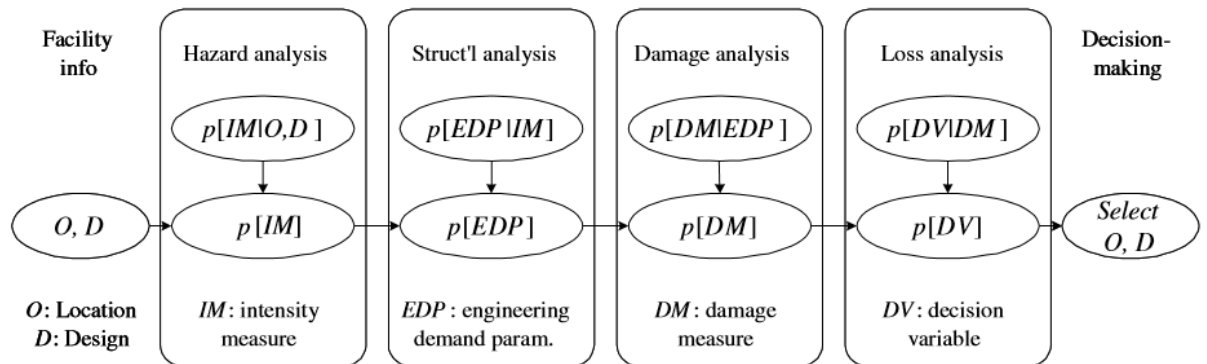 Facility
info
Hazard analysis
Struct'l analysis
Damage analysis
Loss analysis
Decision-
making
p[IM|O,D]
p[EDP|IM]
p[DM|EDP]
p[DV|DM]
O, D
p[IM]
p[EDP]
p[DM]
p[DV]
Select
O, D
O: Location
D: Design
IM: intensity
measure
EDP: engineering
demand param.
DM: damage
measure
DV: decision
variable